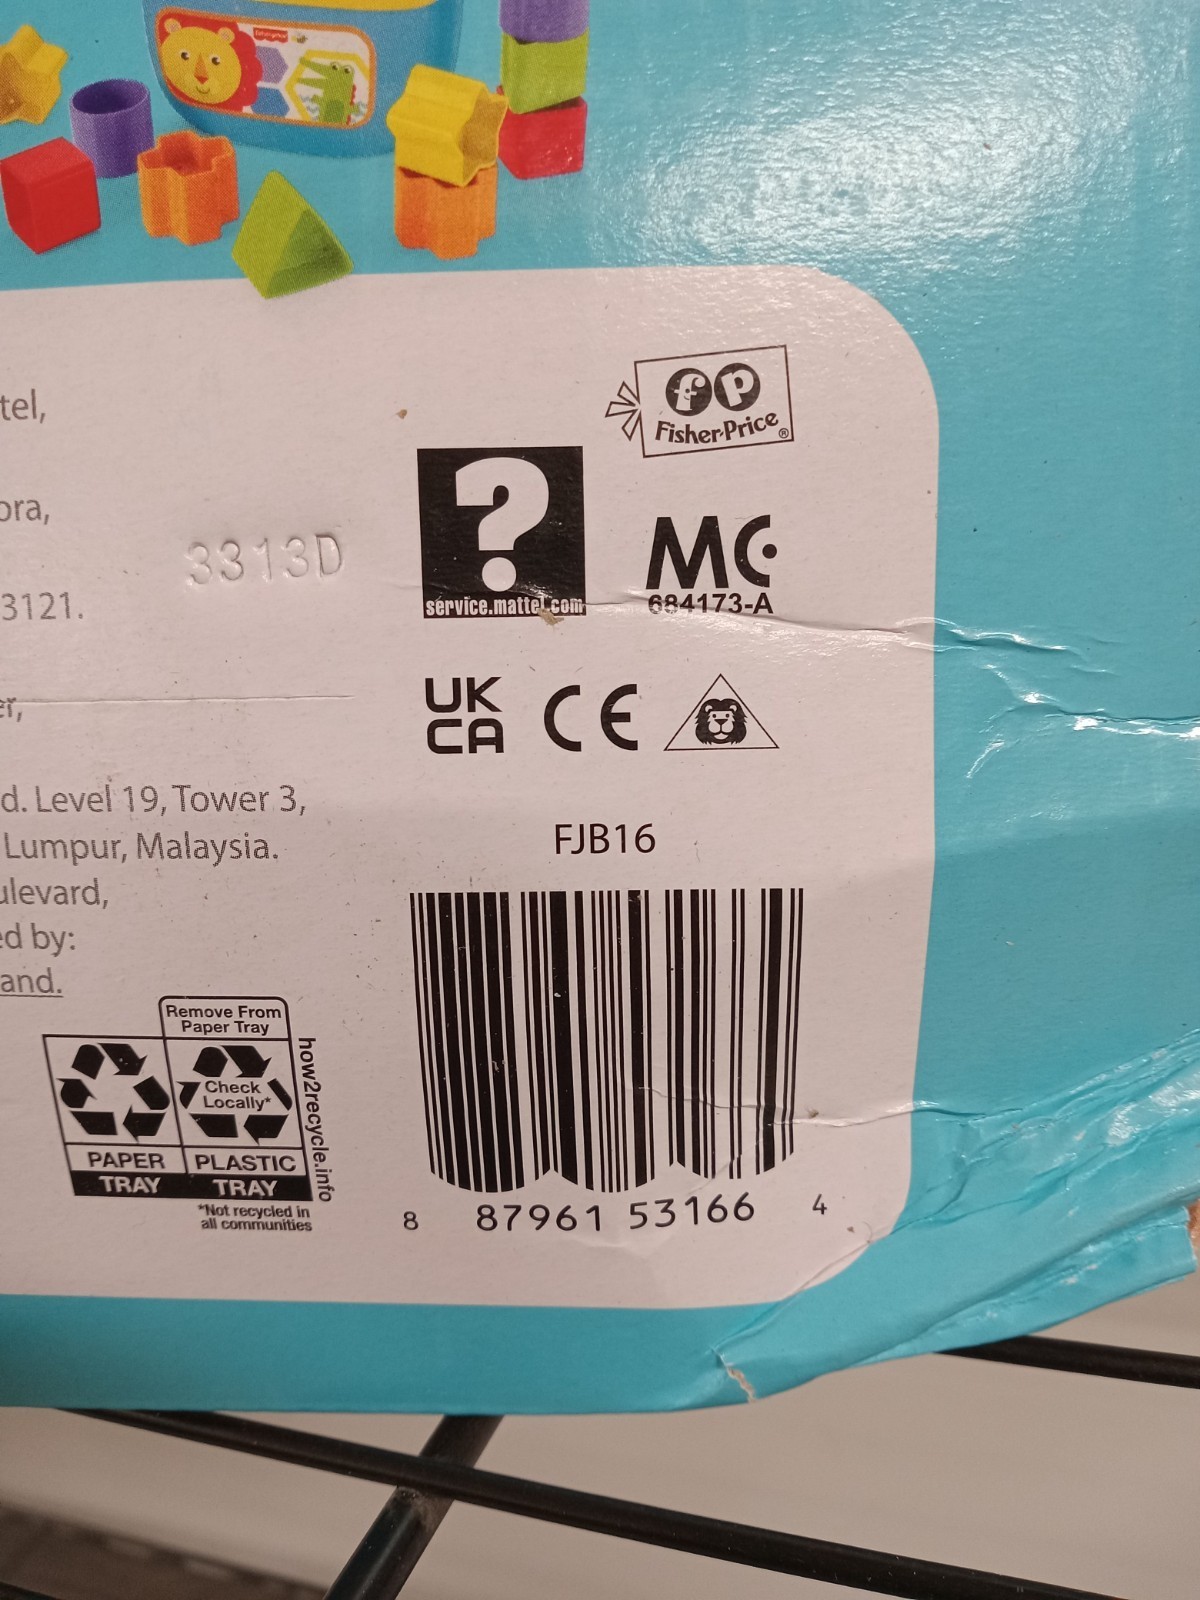 Fisher-Price
fp
Fisher-Price®
tel,
ora,
3313D
service.mattel.com
MC
684173-A
3121.
er,
UK
CA
CE
d. Level 19, Tower 3,
Lumpur, Malaysia.
ulevard,
ed by:
and.
FJB16
Remove From
Paper Tray
Check
Locally*
how2recycle.info
PAPER
TRAY
PLASTIC
TRAY
*Not recycled in
all communities
8 87961 53166 4